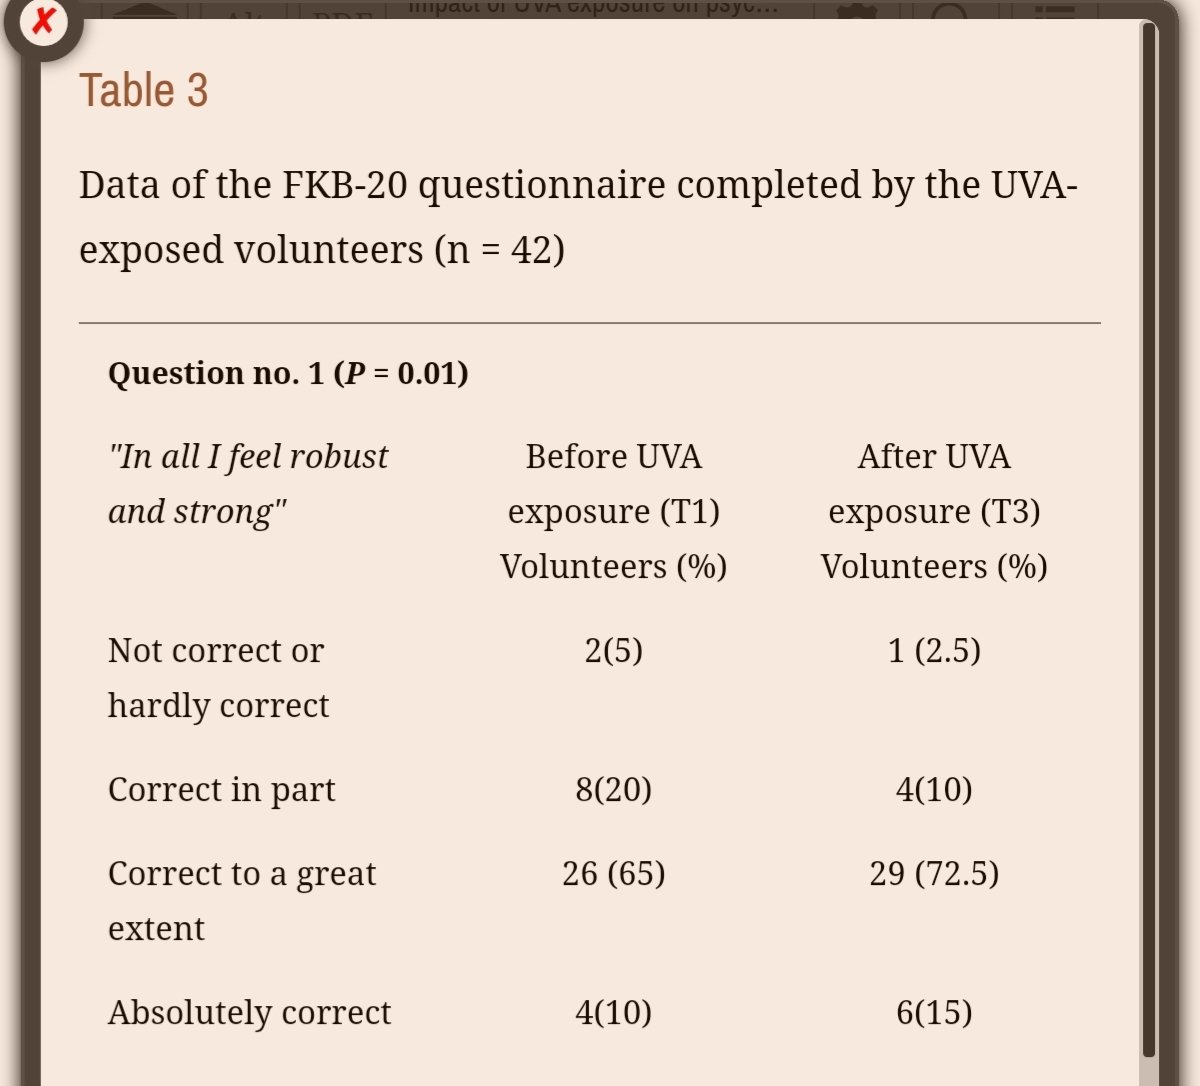 Impact of UVA exposure on psyc...
Alt
PDF
Table 3
Data of the FKB-20 questionnaire completed by the UVA-
exposed volunteers (n = 42)
Question no. 1 (P = 0.01)
"In all I feel robust
and strong"
Before UVA
exposure (T1)
Volunteers (%)
After UVA
exposure (T3)
Volunteers (%)
Not correct or
hardly correct
2(5)
1 (2.5)
Correct in part
8(20)
4(10)
Correct to a great
extent
26 (65)
29 (72.5)
Absolutely correct
4(10)
6(15)